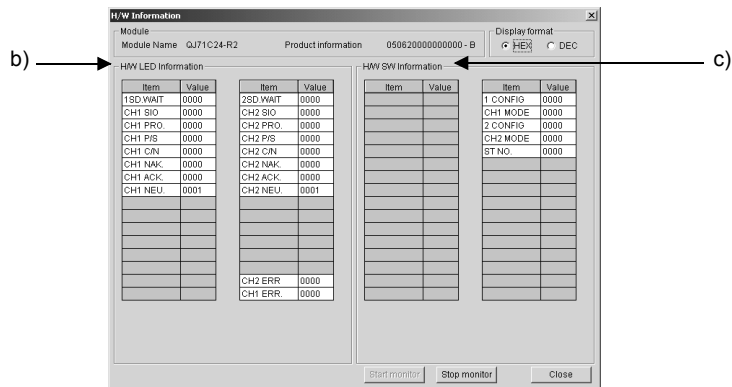 H/W Information
Module
Module Name QJ71C24-R2 Product information 050620000000000 - B
Display format
HEX DEC
b)
c)
H/W LED Information
H/W SW Information
Item Value Item Value Item Value Item Value
1SD.WAIT 0000 2SD.WAIT 0000 1 CONFIG 0000
CH1 SIO 0000 CH2 SIO 0000 CH1 MODE 0000
CH1 PRO. 0000 CH2 PRO. 0000 2 CONFIG 0000
CH1 P/S 0000 CH2 P/S 0000 CH2 MODE 0000
CH1 C/N 0000 CH2 C/N 0000 ST NO. 0000
CH1 NAK. 0000 CH2 NAK. 0000
CH1 ACK. 0000 CH2 ACK. 0000
CH1 NEU. 0001 CH2 NEU. 0001
CH2 ERR 0000
CH1 ERR. 0000
Start monitor Stop monitor Close